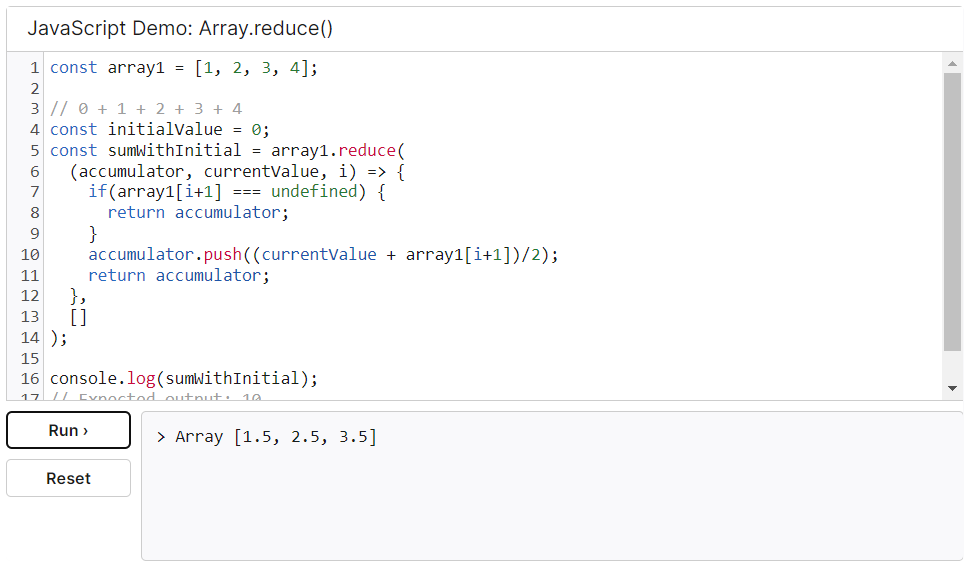 JavaScript Demo: Array.reduce()
1 const array1 = [1, 2, 3, 4];
2
3 // 0 + 1 + 2 + 3 + 4
4 const initialValue = 0;
5 const sumWithInitial = array1.reduce(
6   (accumulator, currentValue, i) => {
7     if(array1[i+1] === undefined) {
8       return accumulator;
9     }
10     accumulator.push((currentValue + array1[i+1])/2);
11     return accumulator;
12   },
13   []
14 );
15
16 console.log(sumWithInitial);
17 // Expected output: 10
Run ›
> Array [1.5, 2.5, 3.5]
Reset